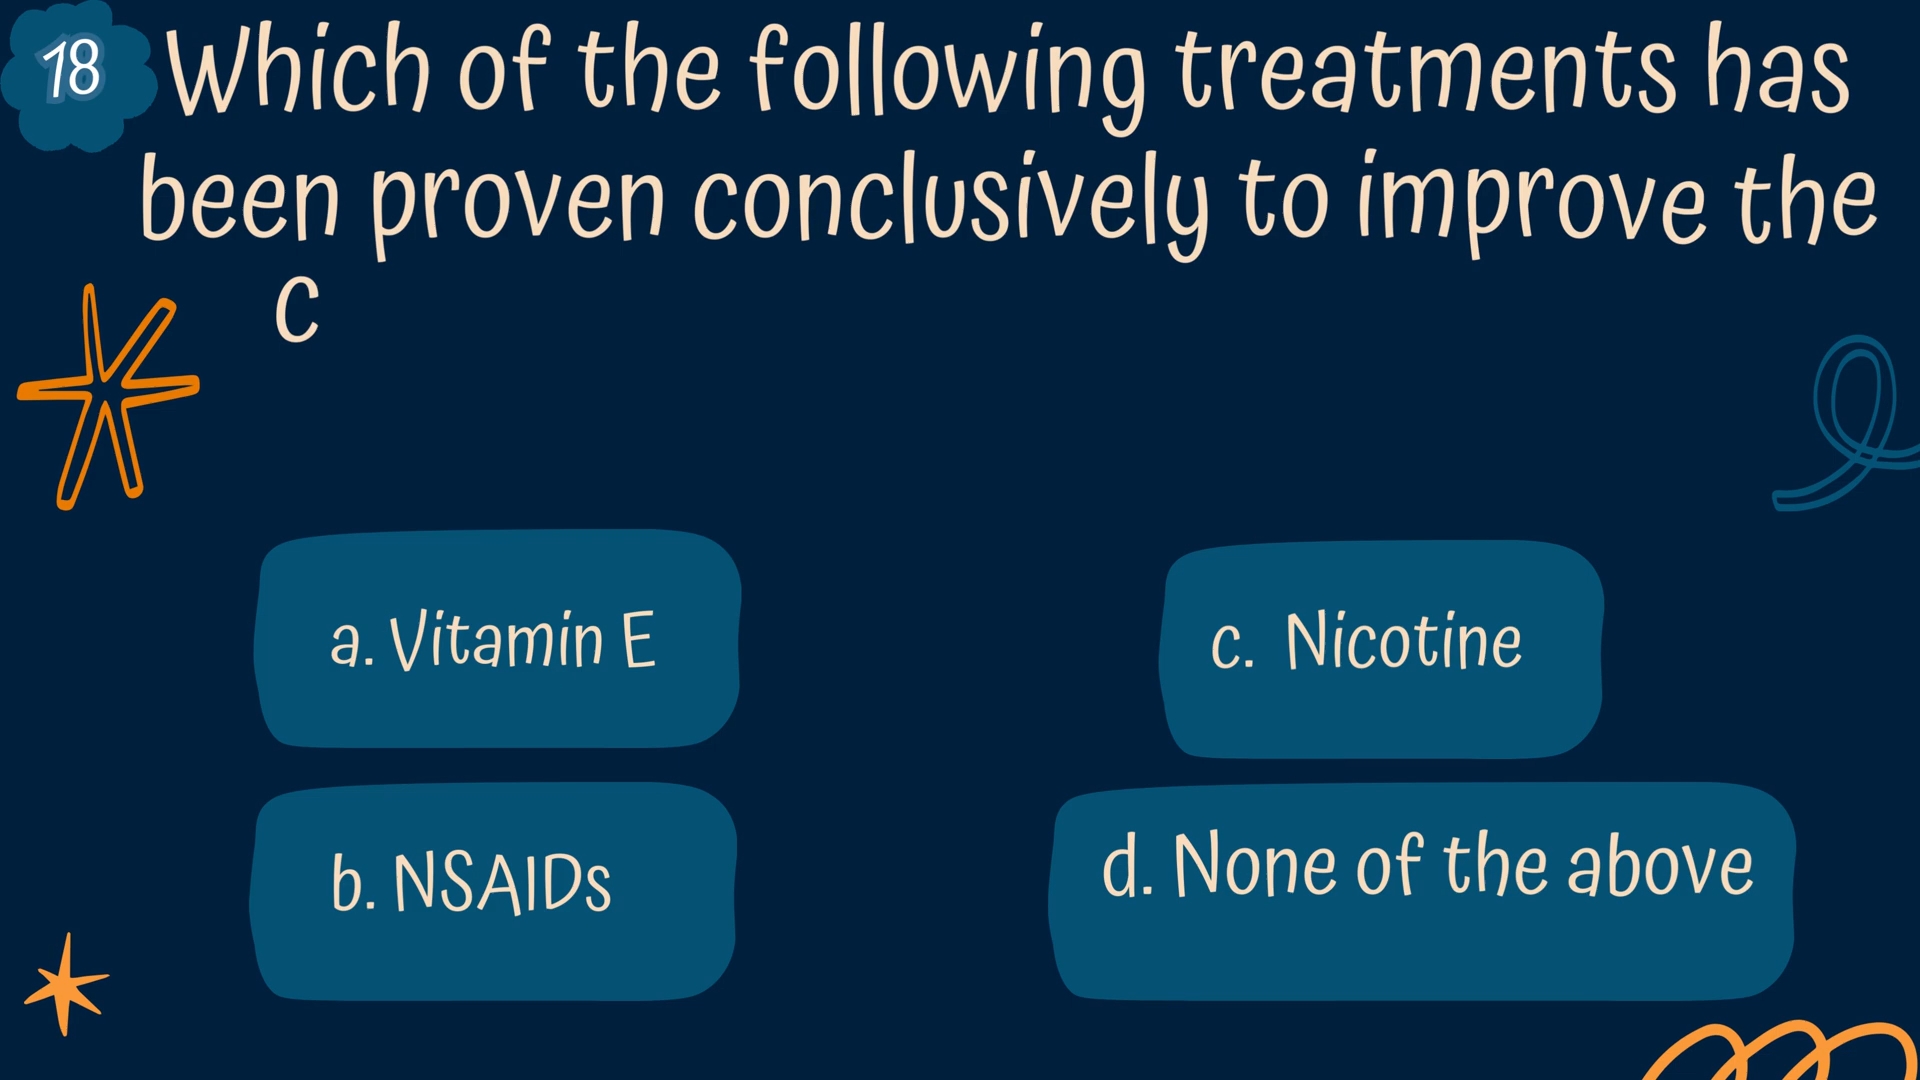 18
Which of the following treatments has
been proven conclusively to improve the
c
a. Vitamin E
c. Nicotine
b. NSAIDs
d. None of the above